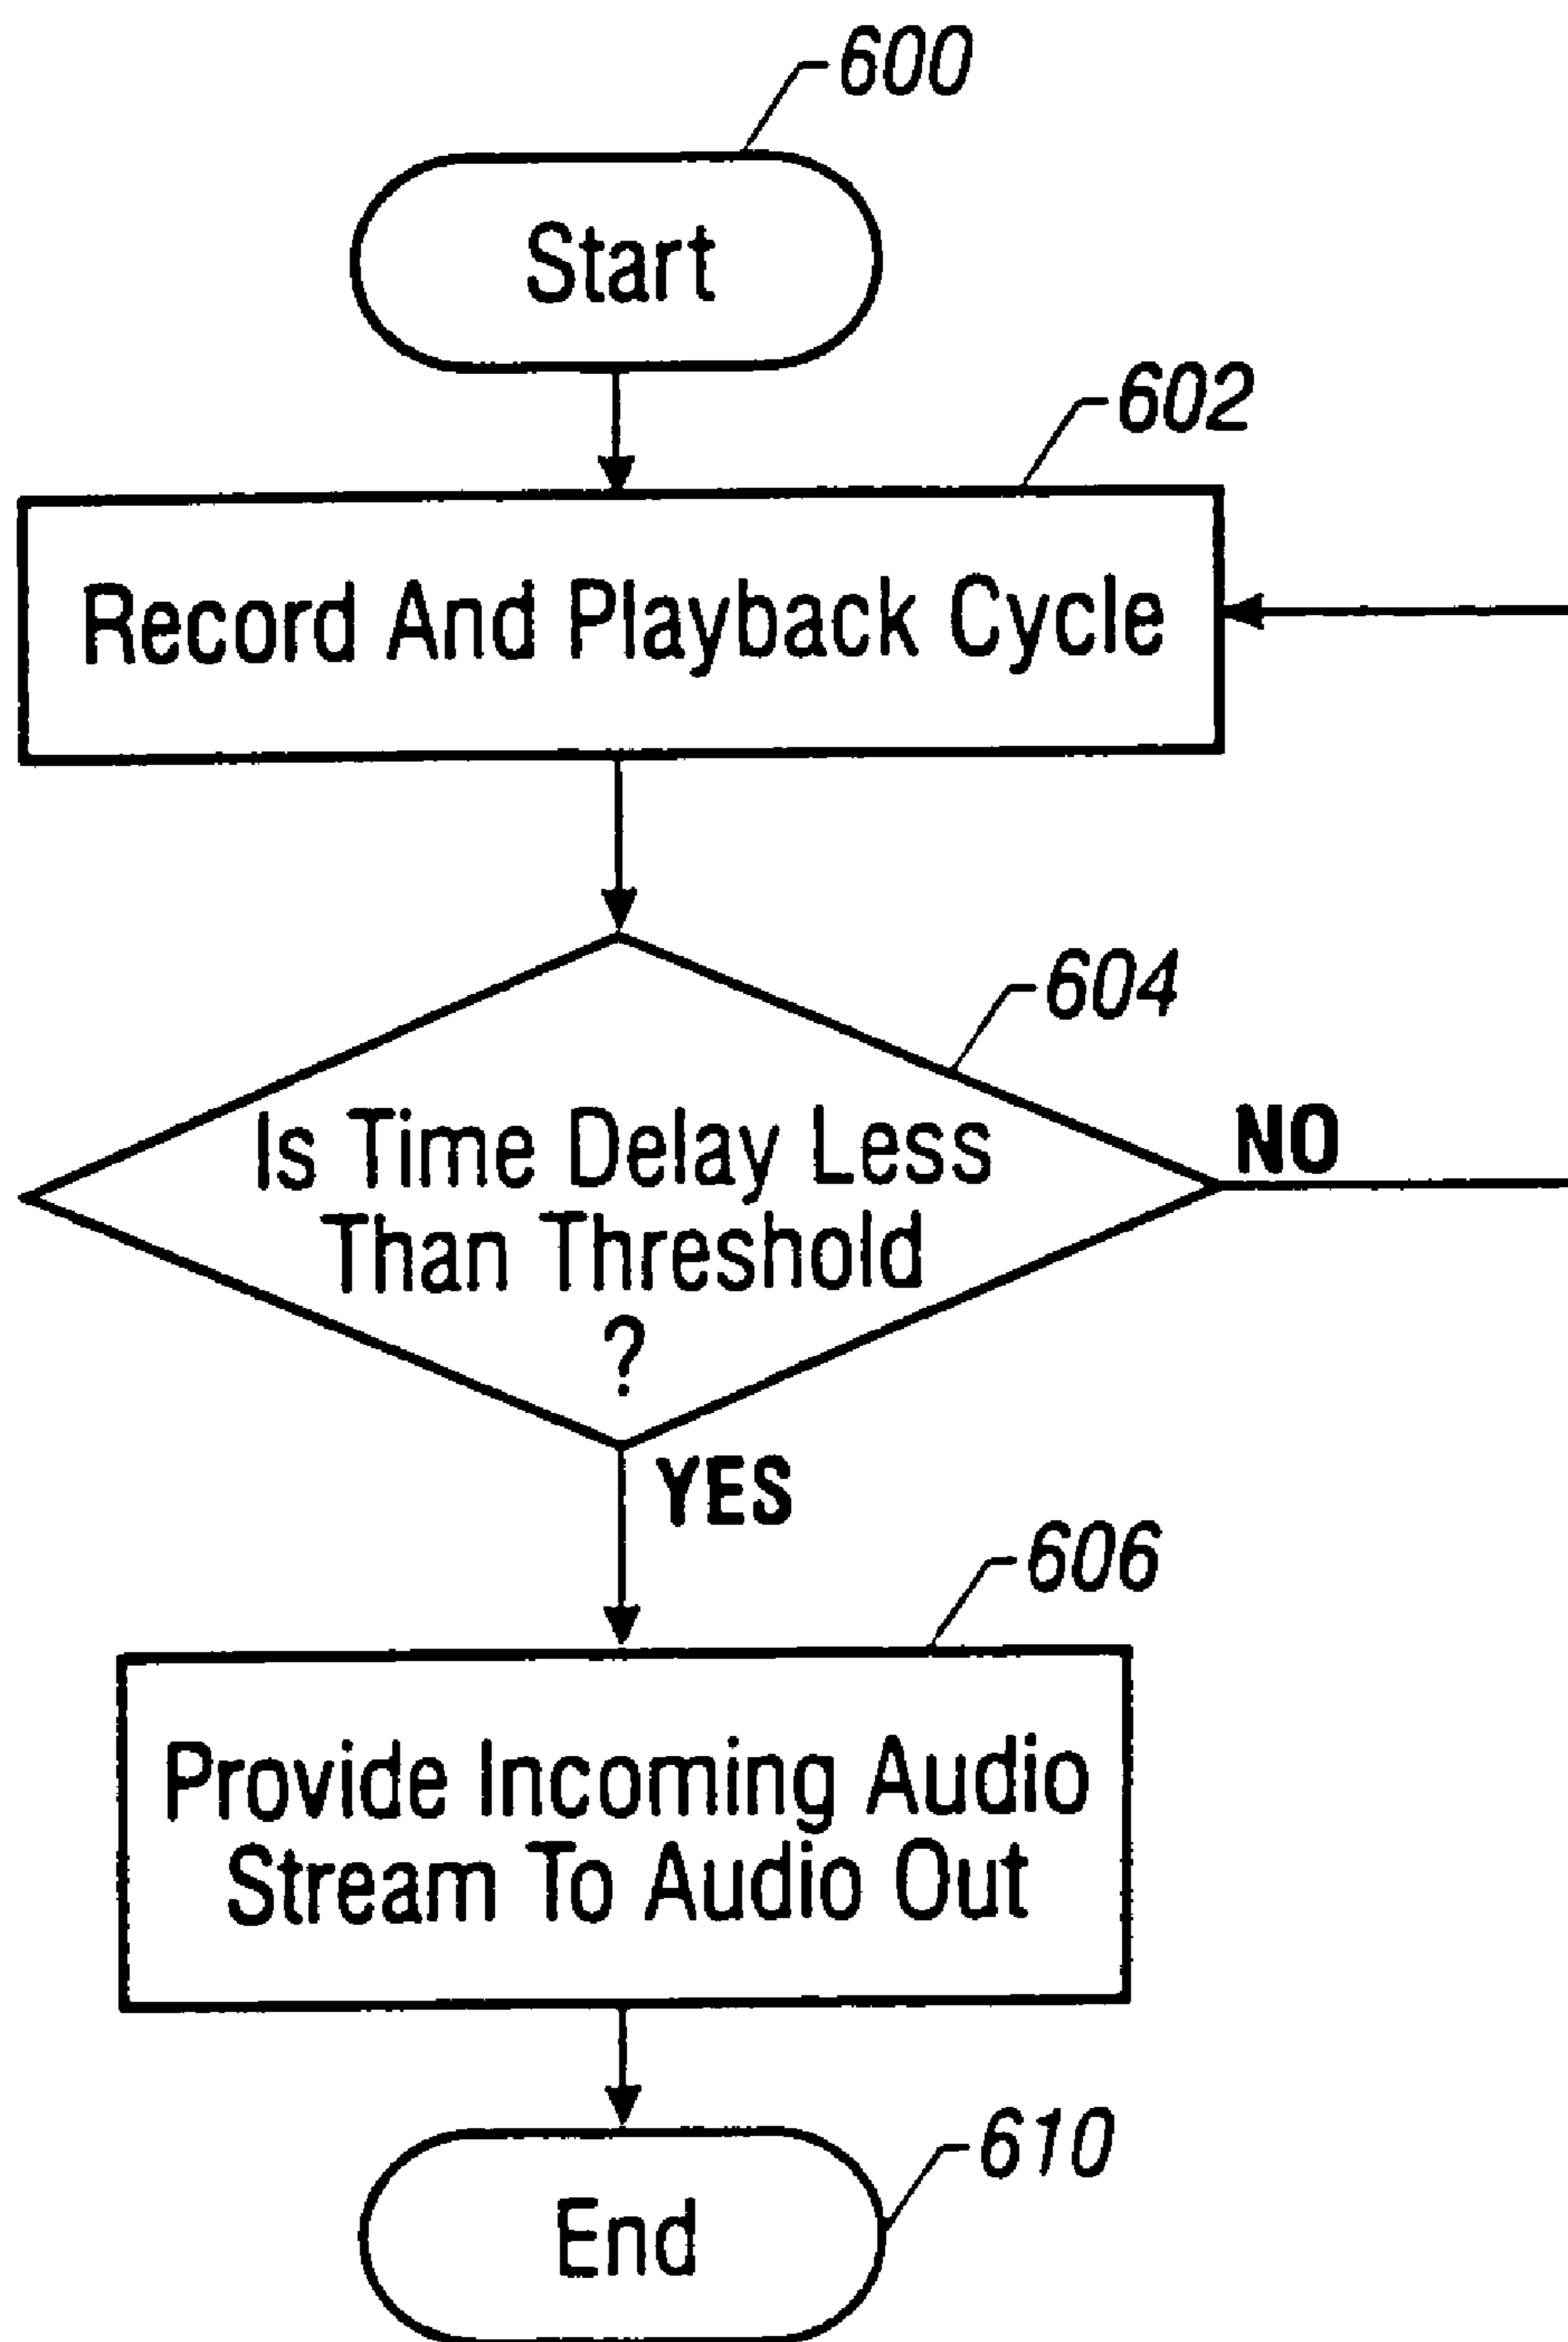 600
Start
602
Record And Playback Cycle
604
Is Time Delay Less
Than Threshold
?
NO
YES
606
Provide Incoming Audio
Stream To Audio Out
610
End